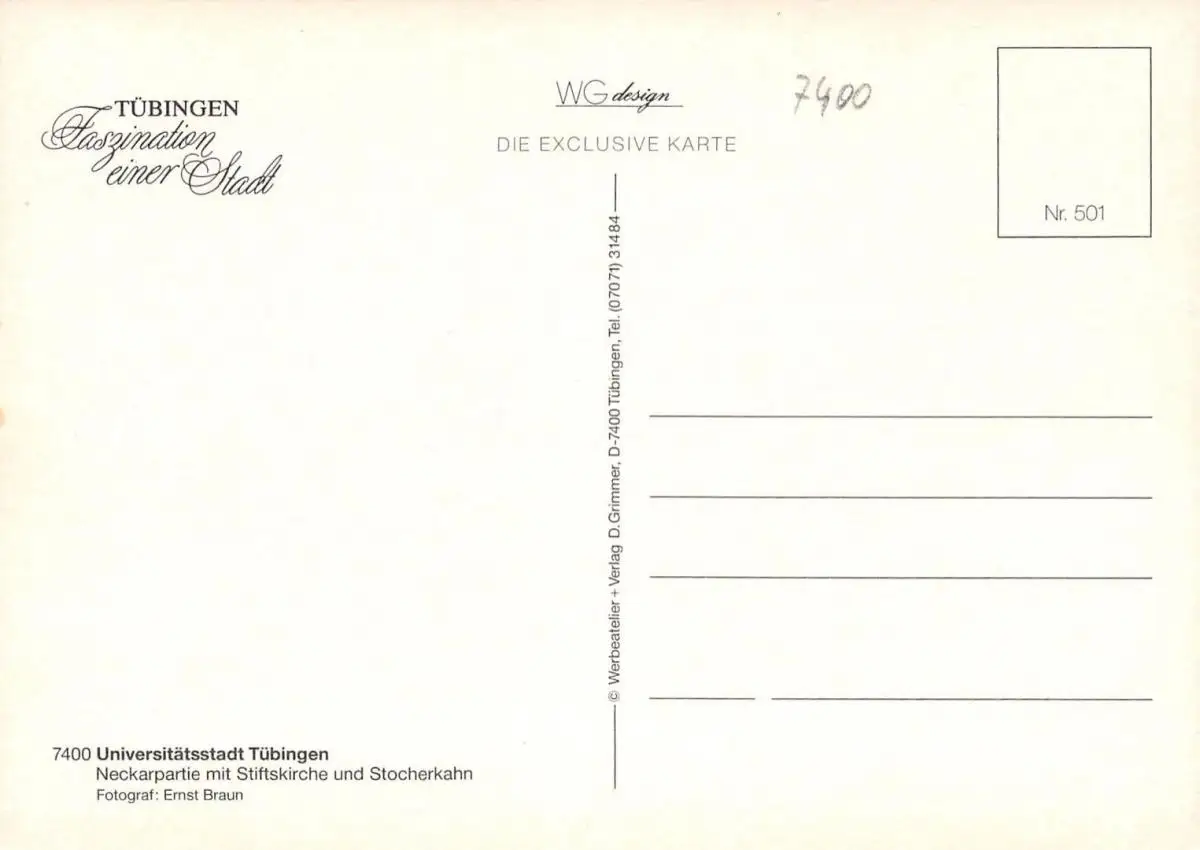 TÜBINGEN
Faszination
einer Stadt
WG design
DIE EXCLUSIVE KARTE
7400
Nr. 501
© Werbeatelier + Verlag D. Grimmer, D-7400 Tübingen, Tel. (07071) 31484
7400 Universitätsstadt Tübingen
Neckarpartie mit Stiftskirche und Stocherkahn
Fotograf: Ernst Braun